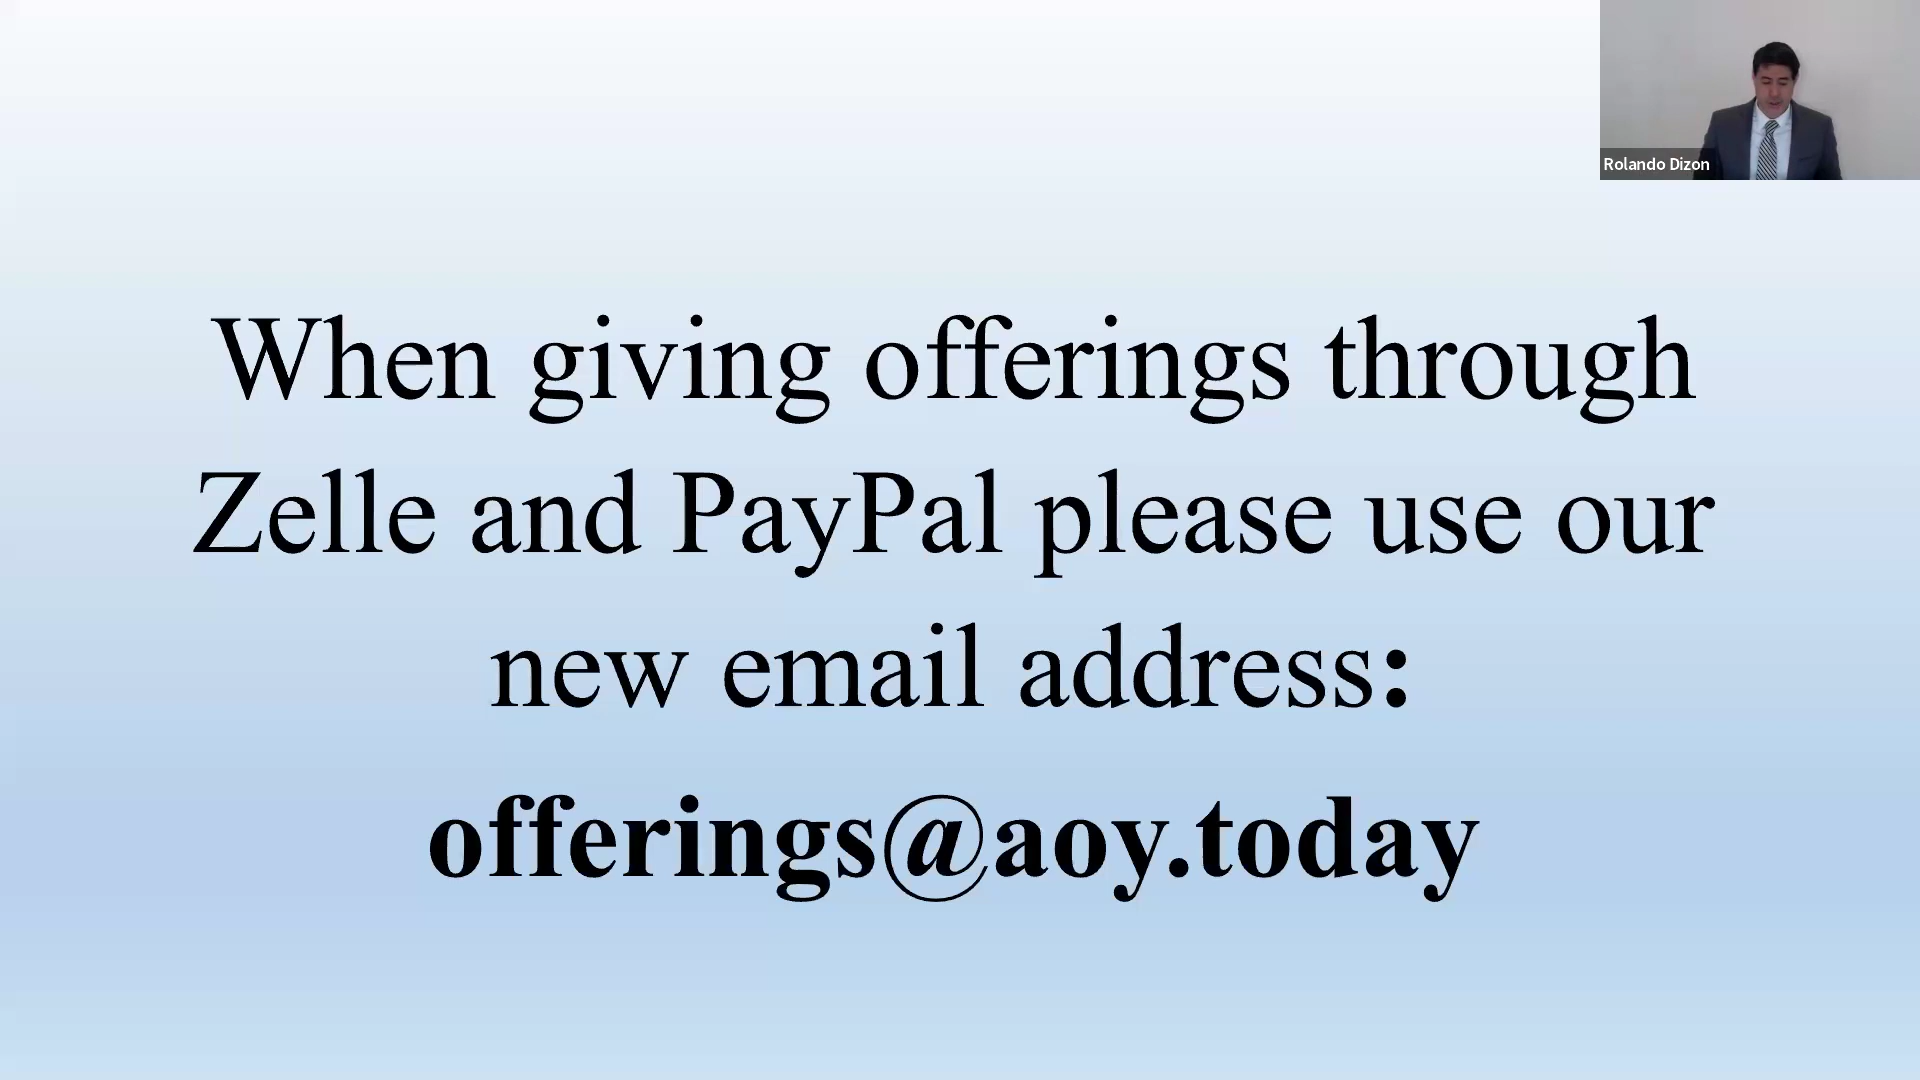 Rolando Dizon
When giving offerings through
Zelle and PayPal please use our
new email address:
offerings@aoy.today